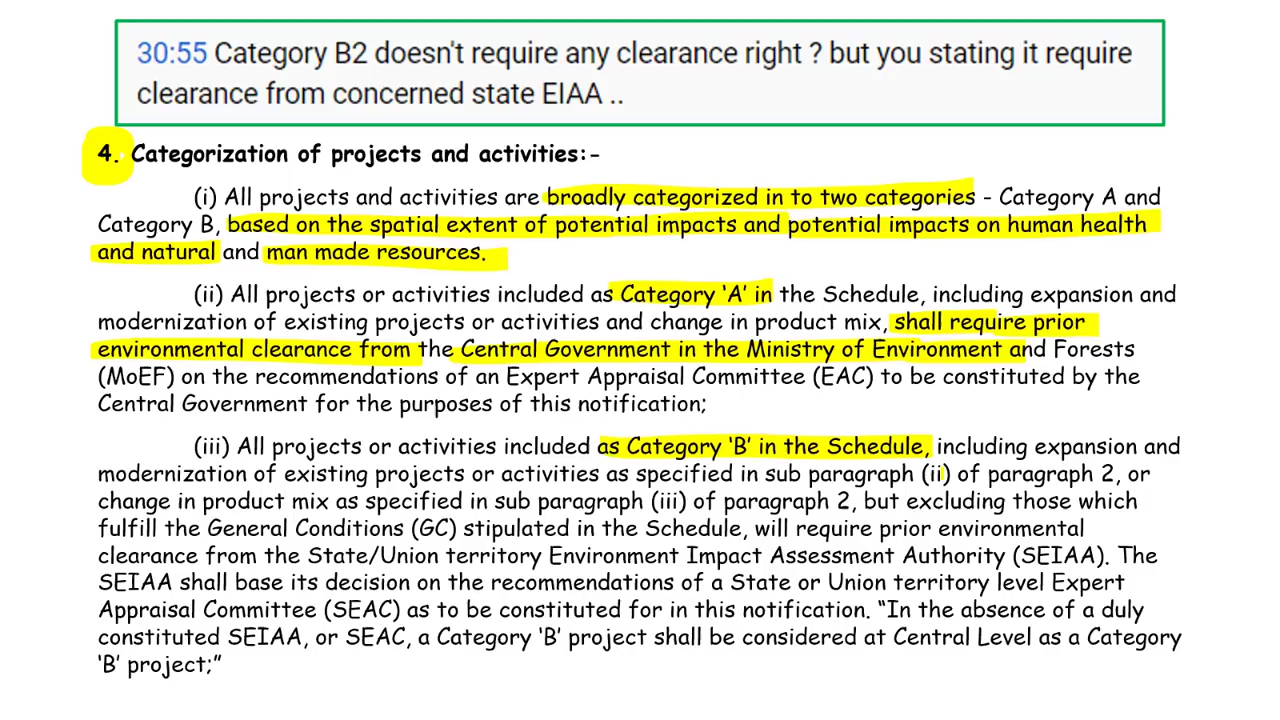 30:55 Category B2 doesn't require any clearance right ? but you stating it require
clearance from concerned state EIAA ..
4. Categorization of projects and activities:-
(i) All projects and activities are broadly categorized in to two categories - Category A and
Category B, based on the spatial extent of potential impacts and potential impacts on human health
and natural and man made resources.
(ii) All projects or activities included as Category ‘A’ in the Schedule, including expansion and
modernization of existing projects or activities and change in product mix, shall require prior
environmental clearance from the Central Government in the Ministry of Environment and Forests
(MoEF) on the recommendations of an Expert Appraisal Committee (EAC) to be constituted by the
Central Government for the purposes of this notification;
(iii) All projects or activities included as Category ‘B’ in the Schedule, including expansion and
modernization of existing projects or activities as specified in sub paragraph (ii) of paragraph 2, or
change in product mix as specified in sub paragraph (iii) of paragraph 2, but excluding those which
fulfill the General Conditions (GC) stipulated in the Schedule, will require prior environmental
clearance from the State/Union territory Environment Impact Assessment Authority (SEIAA). The
SEIAA shall base its decision on the recommendations of a State or Union territory level Expert
Appraisal Committee (SEAC) as to be constituted for in this notification. “In the absence of a duly
constituted SEIAA, or SEAC, a Category ‘B’ project shall be considered at Central Level as a Category
‘B’ project;”